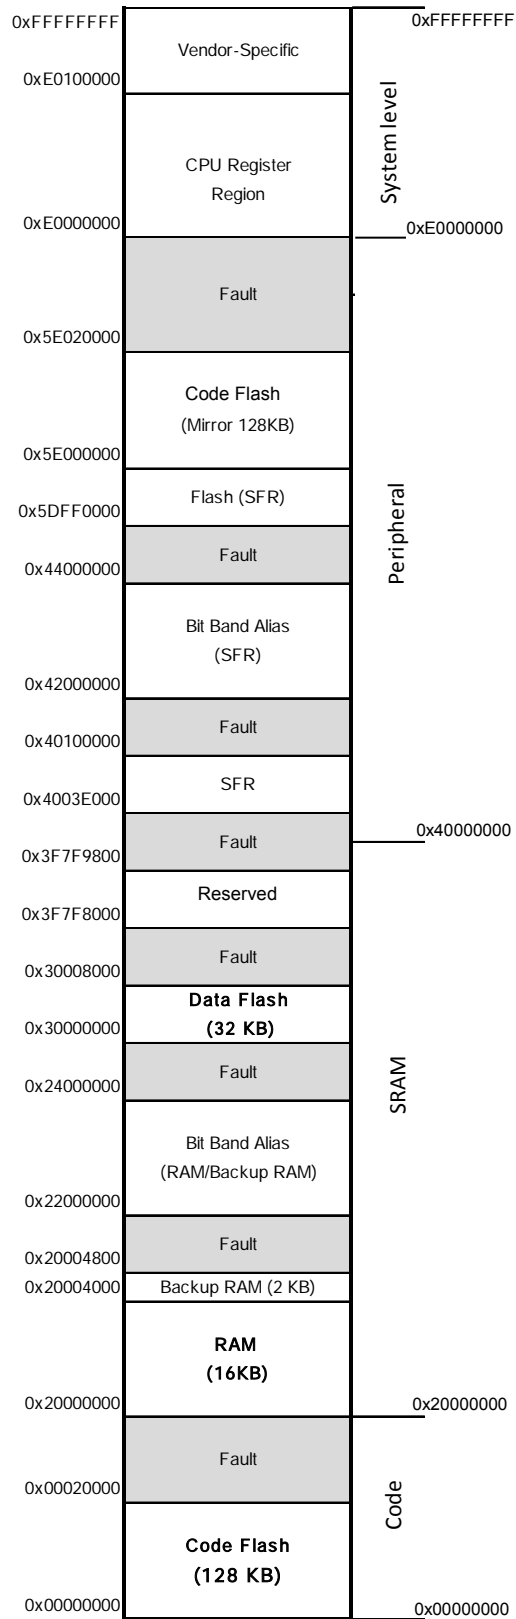 0xFFFFFFFF
0xFFFFFFFF
Vendor-Specific
0xE0100000
System level
CPU Register
Region
0xE0000000
0xE0000000
Fault
0x5E020000
Code Flash
(Mirror 128KB)
0x5E000000
Flash (SFR)
0x5DFF0000
Peripheral
Fault
0x44000000
Bit Band Alias
(SFR)
0x42000000
Fault
0x40100000
SFR
0x4003E000
0x40000000
Fault
0x3F7F9800
Reserved
0x3F7F8000
Fault
0x30008000
Data Flash
(32 KB)
0x30000000
Fault
0x24000000
SRAM
Bit Band Alias
(RAM/Backup RAM)
0x22000000
Fault
0x20004800
Backup RAM (2 KB)
0x20004000
RAM
(16KB)
0x20000000
0x20000000
Fault
0x00020000
Code
Code Flash
(128 KB)
0x00000000
0x00000000